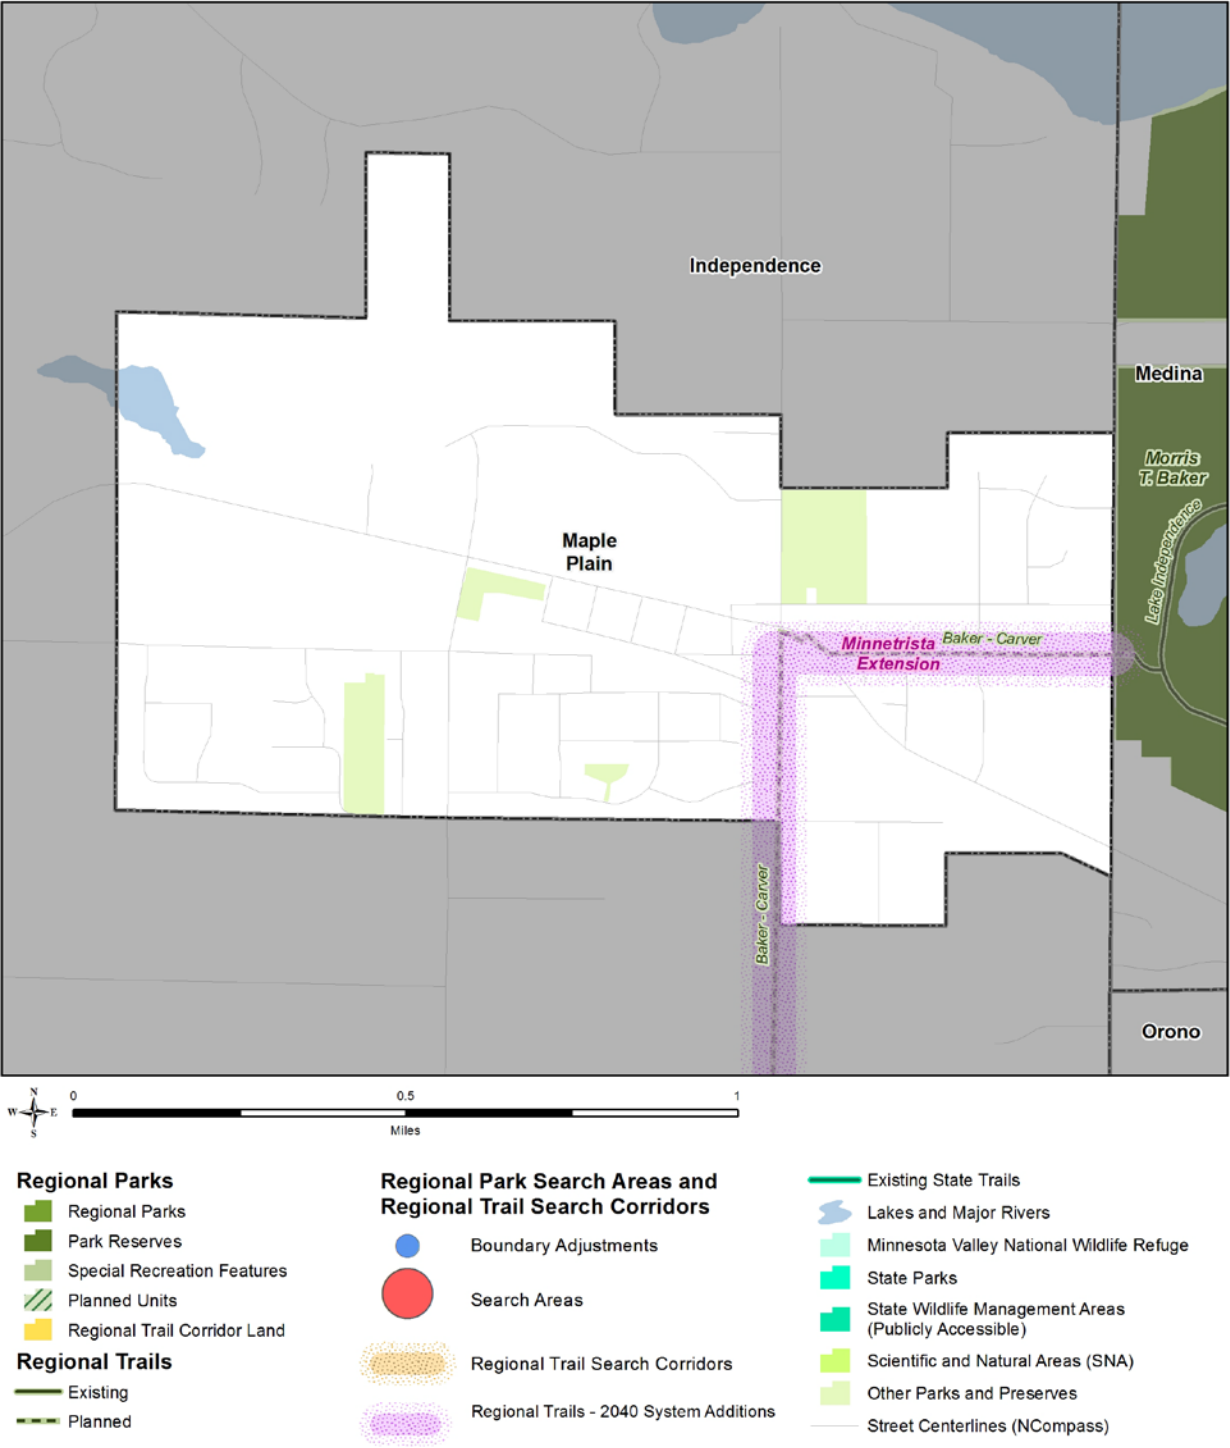 Independence
Medina
Morris
T. Baker
Lake Independence
Maple
Plain
Minnetrista
Extension
Baker - Carver
Baker - Carver
Orono
N
W E
S
0 0.5 1
Miles
Regional Parks
Regional Parks
Park Reserves
Special Recreation Features
Planned Units
Regional Trail Corridor Land
Regional Trails
Existing
Planned
Regional Park Search Areas and
Regional Trail Search Corridors
Boundary Adjustments
Search Areas
Regional Trail Search Corridors
Regional Trails - 2040 System Additions
Existing State Trails
Lakes and Major Rivers
Minnesota Valley National Wildlife Refuge
State Parks
State Wildlife Management Areas
(Publicly Accessible)
Scientific and Natural Areas (SNA)
Other Parks and Preserves
Street Centerlines (NCompass)